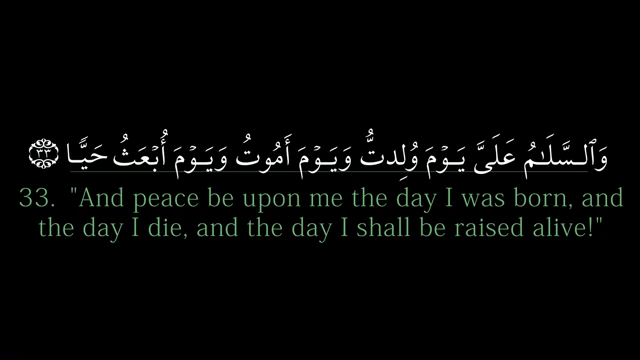 وَٱلسَّلَـٰمُ عَلَىَّ يَوْمَ وُلِدتُّ وَيَوْمَ أَمُوتُ وَيَوْمَ أُبْعَثُ حَيًّا ٣٣
33. "And peace be upon me the day I was born, and
the day I die, and the day I shall be raised alive!"